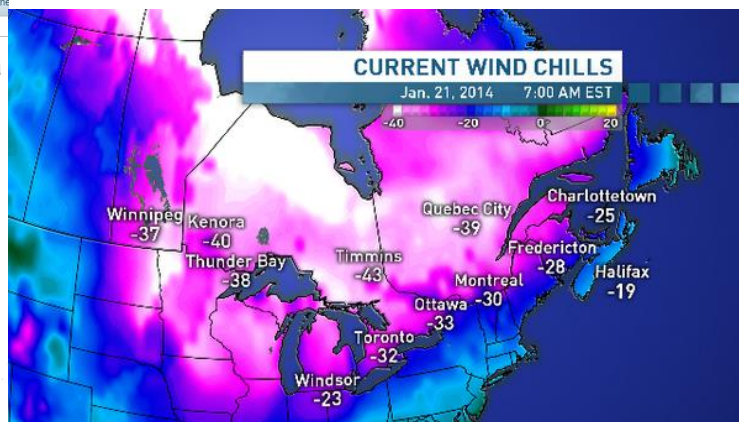 CURRENT WIND CHILLS
Jan. 21, 2014 7:00 AM EST
-40 -20 0 20
Charlottetown
-25
Quebec City
-39
Winnipeg
-37
Kenora
-40
Thunder Bay
-38
Timmins
-43
Fredericton
-28
Halifax
-19
Montreal
-30
Ottawa
-33
Toronto
-32
Windsor
-23